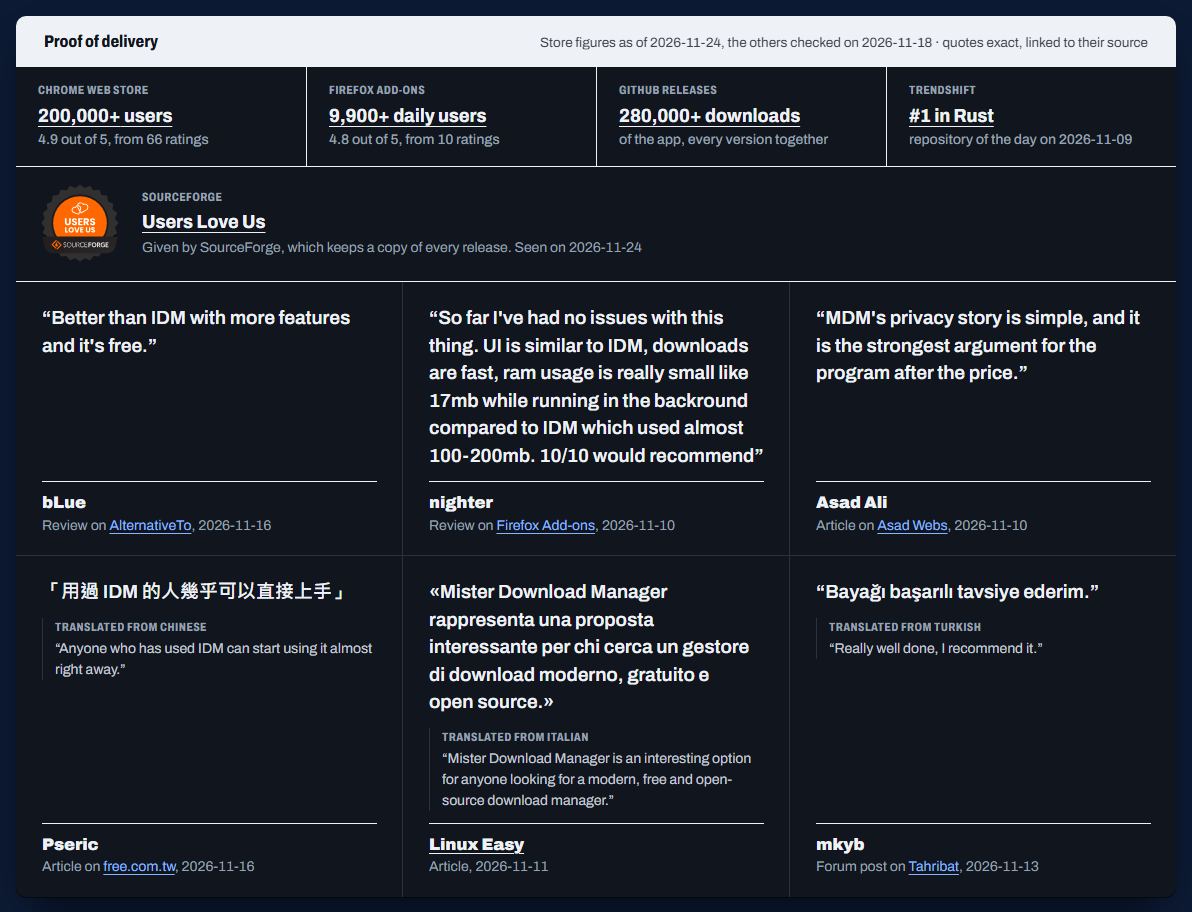 Proof of delivery
Store figures as of 2026-11-24, the others checked on 2026-11-18 · quotes exact, linked to their source
CHROME WEB STORE
200,000+ users
4.9 out of 5, from 66 ratings
FIREFOX ADD-ONS
9,900+ daily users
4.8 out of 5, from 10 ratings
GITHUB RELEASES
280,000+ downloads
of the app, every version together
TRENDSHIFT
#1 in Rust
repository of the day on 2026-11-09
USERS
LOVE US
SOURCEFORGE
SOURCEFORGE
Users Love Us
Given by SourceForge, which keeps a copy of every release. Seen on 2026-11-24
“Better than IDM with more features
and it's free.”
bLue
Review on AlternativeTo, 2026-11-16
“So far I've had no issues with this
thing. UI is similar to IDM, downloads
are fast, ram usage is really small like
17mb while running in the backround
compared to IDM which used almost
100-200mb. 10/10 would recommend”
nighter
Review on Firefox Add-ons, 2026-11-10
“MDM's privacy story is simple, and it
is the strongest argument for the
program after the price.”
Asad Ali
Article on Asad Webs, 2026-11-10
「用過 IDM 的人幾乎可以直接上手」
TRANSLATED FROM CHINESE
“Anyone who has used IDM can start using it almost
right away.”
Pseric
Article on free.com.tw, 2026-11-16
«Mister Download Manager
rappresenta una proposta
interessante per chi cerca un gestore
di download moderno, gratuito e
open source.»
TRANSLATED FROM ITALIAN
“Mister Download Manager is an interesting option
for anyone looking for a modern, free and open-
source download manager.”
Linux Easy
Article, 2026-11-11
“Bayağı başarılı tavsiye ederim.”
TRANSLATED FROM TURKISH
“Really well done, I recommend it.”
mkyb
Forum post on Tahribat, 2026-11-13